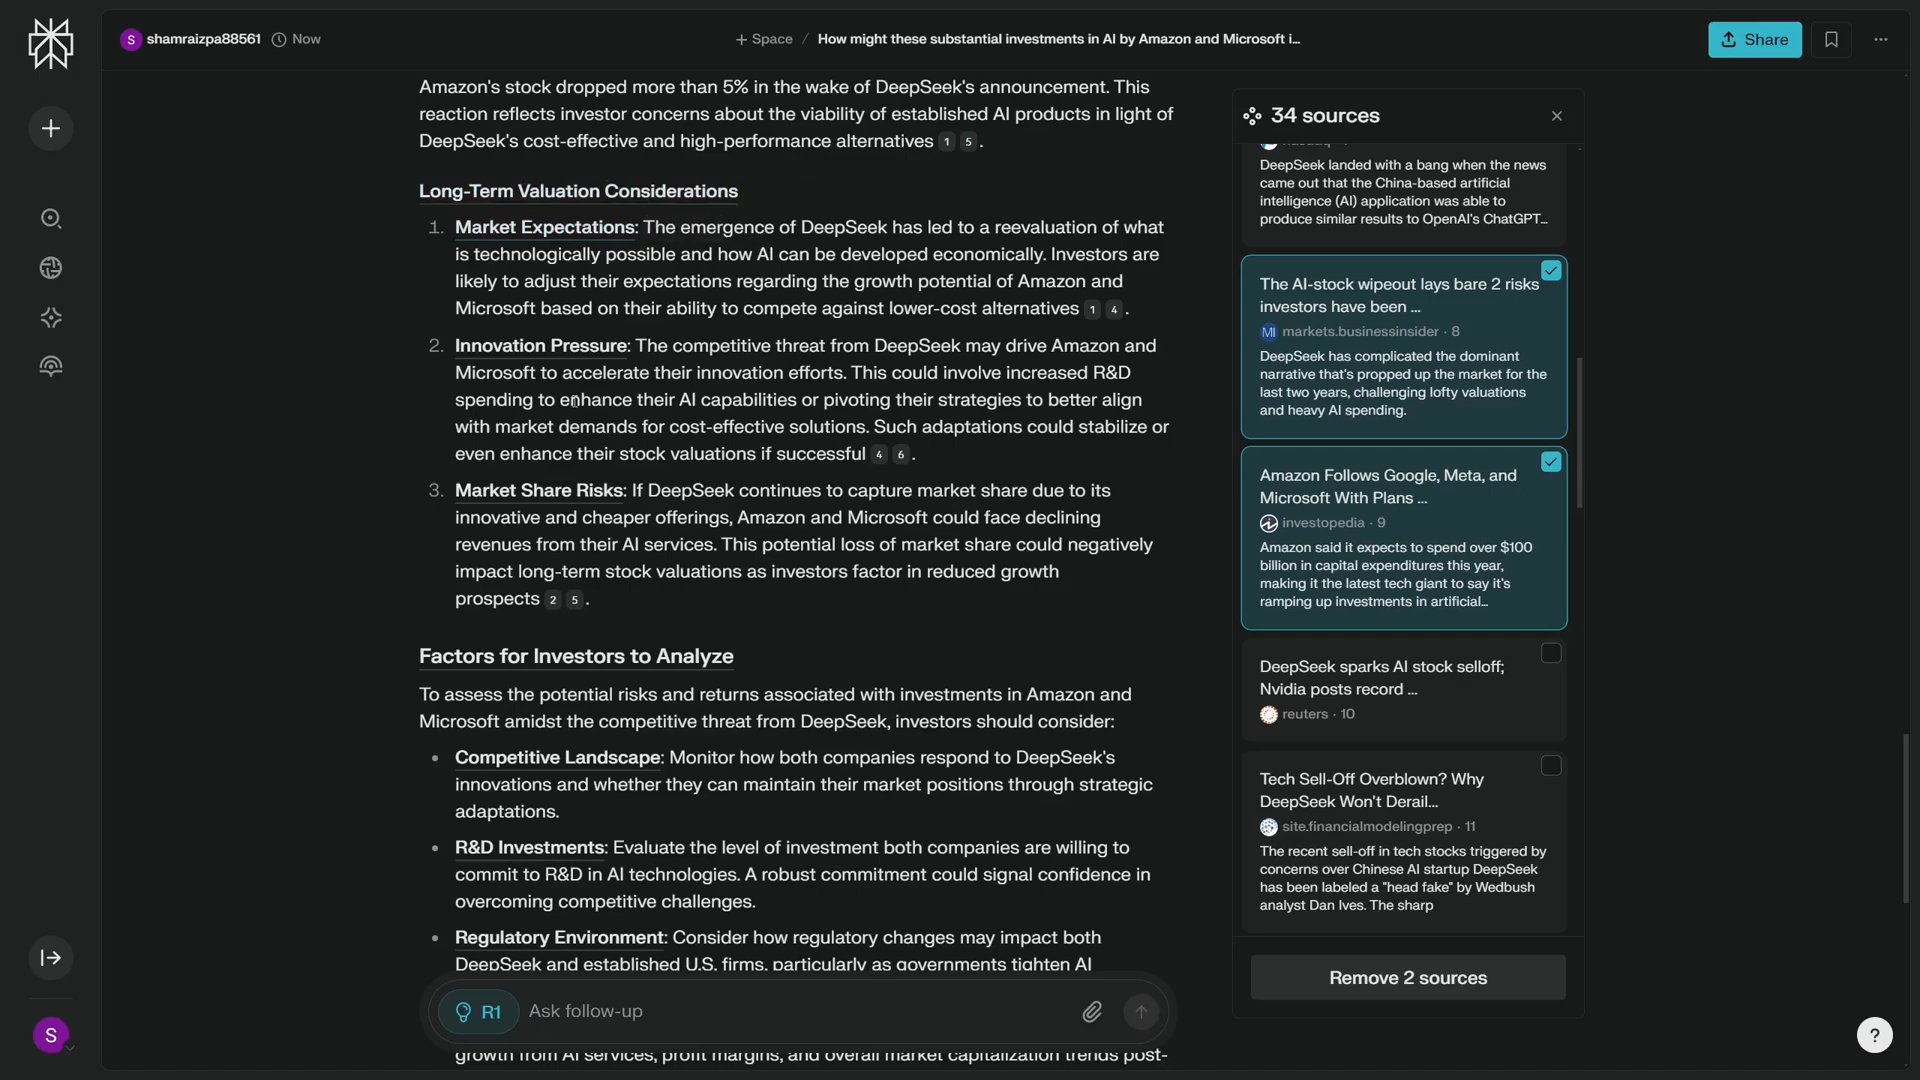 S shamraizpa88561 Now
+ Space / How might these substantial investments in AI by Amazon and Microsoft i...
Share
Amazon's stock dropped more than 5% in the wake of DeepSeek's announcement. This
reaction reflects investor concerns about the viability of established AI products in light of
DeepSeek's cost-effective and high-performance alternatives 1 5 .
Long-Term Valuation Considerations
1. Market Expectations: The emergence of DeepSeek has led to a reevaluation of what
is technologically possible and how AI can be developed economically. Investors are
likely to adjust their expectations regarding the growth potential of Amazon and
Microsoft based on their ability to compete against lower-cost alternatives 1 4 .
2. Innovation Pressure: The competitive threat from DeepSeek may drive Amazon and
Microsoft to accelerate their innovation efforts. This could involve increased R&D
spending to enhance their AI capabilities or pivoting their strategies to better align
with market demands for cost-effective solutions. Such adaptations could stabilize or
even enhance their stock valuations if successful 4 6 .
3. Market Share Risks: If DeepSeek continues to capture market share due to its
innovative and cheaper offerings, Amazon and Microsoft could face declining
revenues from their AI services. This potential loss of market share could negatively
impact long-term stock valuations as investors factor in reduced growth
prospects 2 5 .
Factors for Investors to Analyze
To assess the potential risks and returns associated with investments in Amazon and
Microsoft amidst the competitive threat from DeepSeek, investors should consider:
• Competitive Landscape: Monitor how both companies respond to DeepSeek's
innovations and whether they can maintain their market positions through strategic
adaptations.
• R&D Investments: Evaluate the level of investment both companies are willing to
commit to R&D in AI technologies. A robust commitment could signal confidence in
overcoming competitive challenges.
• Regulatory Environment: Consider how regulatory changes may impact both
DeepSeek and established U.S. firms, particularly as governments tighten AI
R1 Ask follow-up
growth from AI services, profit margins, and overall market capitalization trends post-
34 sources
DeepSeek landed with a bang when the news
came out that the China-based artificial
intelligence (AI) application was able to
produce similar results to OpenAI's ChatGPT...
The AI-stock wipeout lays bare 2 risks
investors have been ...
MI markets.businessinsider · 8
DeepSeek has complicated the dominant
narrative that's propped up the market for the
last two years, challenging lofty valuations
and heavy AI spending.
Amazon Follows Google, Meta, and
Microsoft With Plans ...
investopedia · 9
Amazon said it expects to spend over $100
billion in capital expenditures this year,
making it the latest tech giant to say it's
ramping up investments in artificial...
DeepSeek sparks AI stock selloff;
Nvidia posts record ...
reuters · 10
Tech Sell-Off Overblown? Why
DeepSeek Won't Derail...
site.financialmodelingprep · 11
The recent sell-off in tech stocks triggered by
concerns over Chinese AI startup DeepSeek
has been labeled a "head fake" by Wedbush
analyst Dan Ives. The sharp
Remove 2 sources
S
?